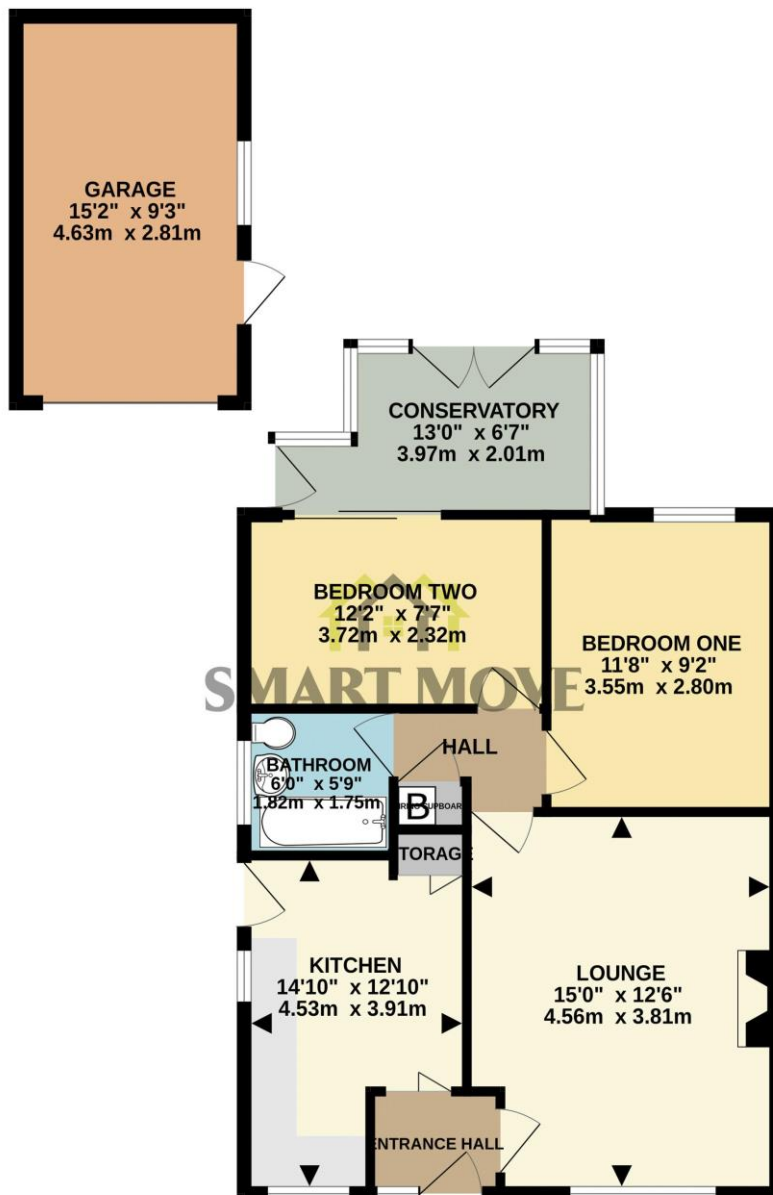 GARAGE
15'2" x 9'3"
4.63m x 2.81m
CONSERVATORY
13'0" x 6'7"
3.97m x 2.01m
BEDROOM TWO
12'2" x 7'7"
3.72m x 2.32m
BEDROOM ONE
11'8" x 9'2"
3.55m x 2.80m
SMART MOVE
HALL
BATHROOM
6'0" x 5'9"
1.82m x 1.75m
B
TORAGE
KITCHEN
14'10" x 12'10"
4.53m x 3.91m
LOUNGE
15'0" x 12'6"
4.56m x 3.81m
ENTRANCE HALL